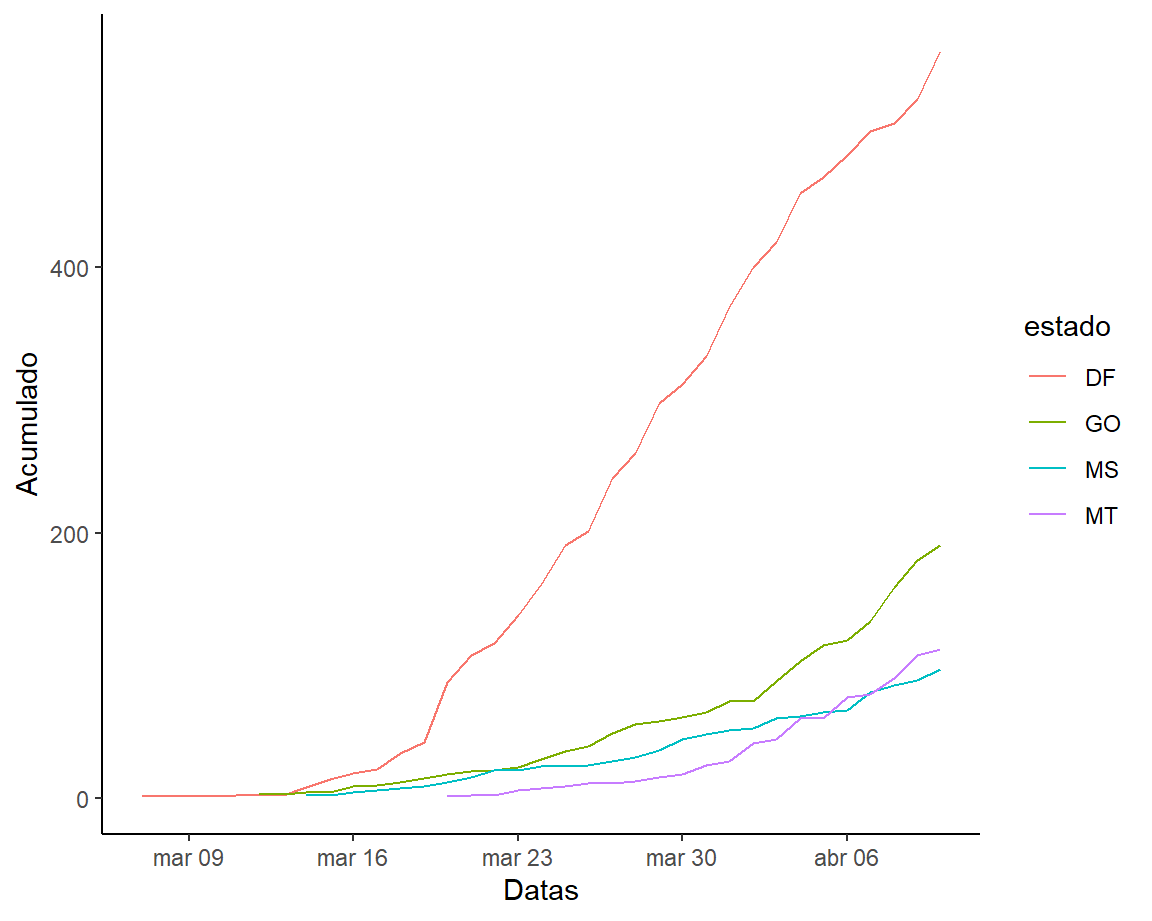 Acumulado
400
200
0
mar 09
mar 16
mar 23
mar 30
abr 06
Datas
estado
DF
GO
MS
MT